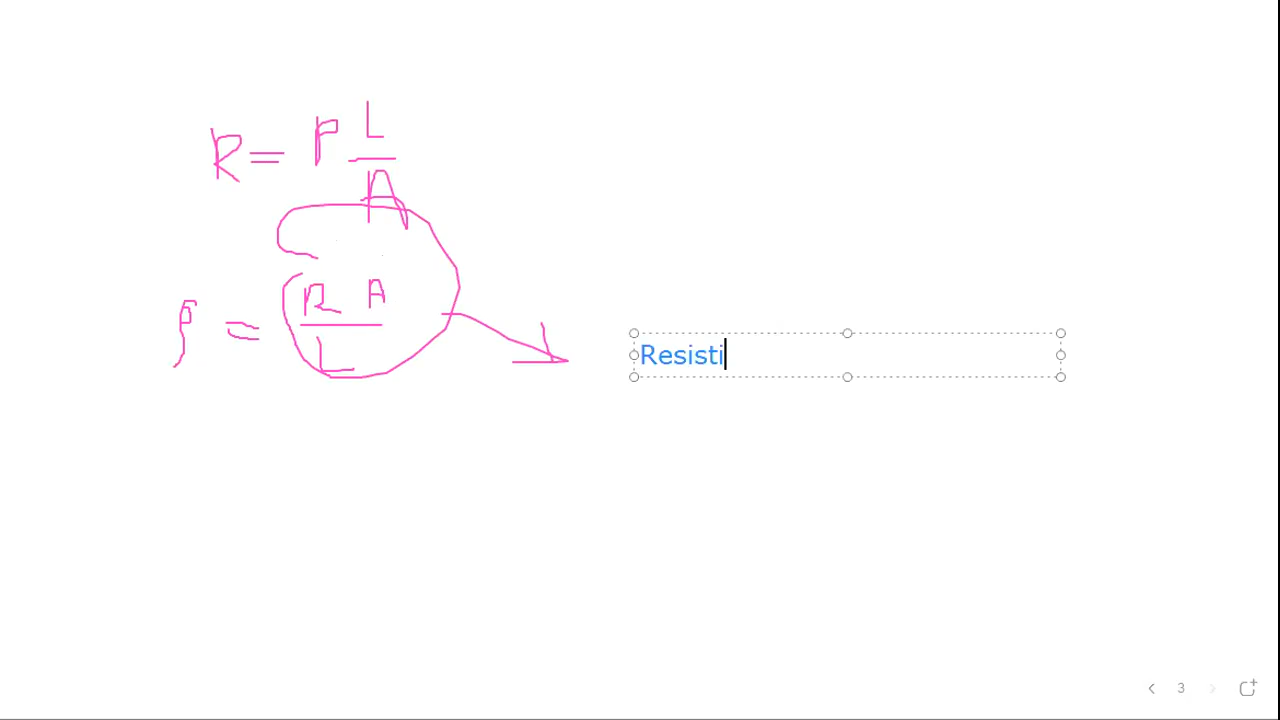 R = ρ L / A
ρ = R A / L
Resisti
3